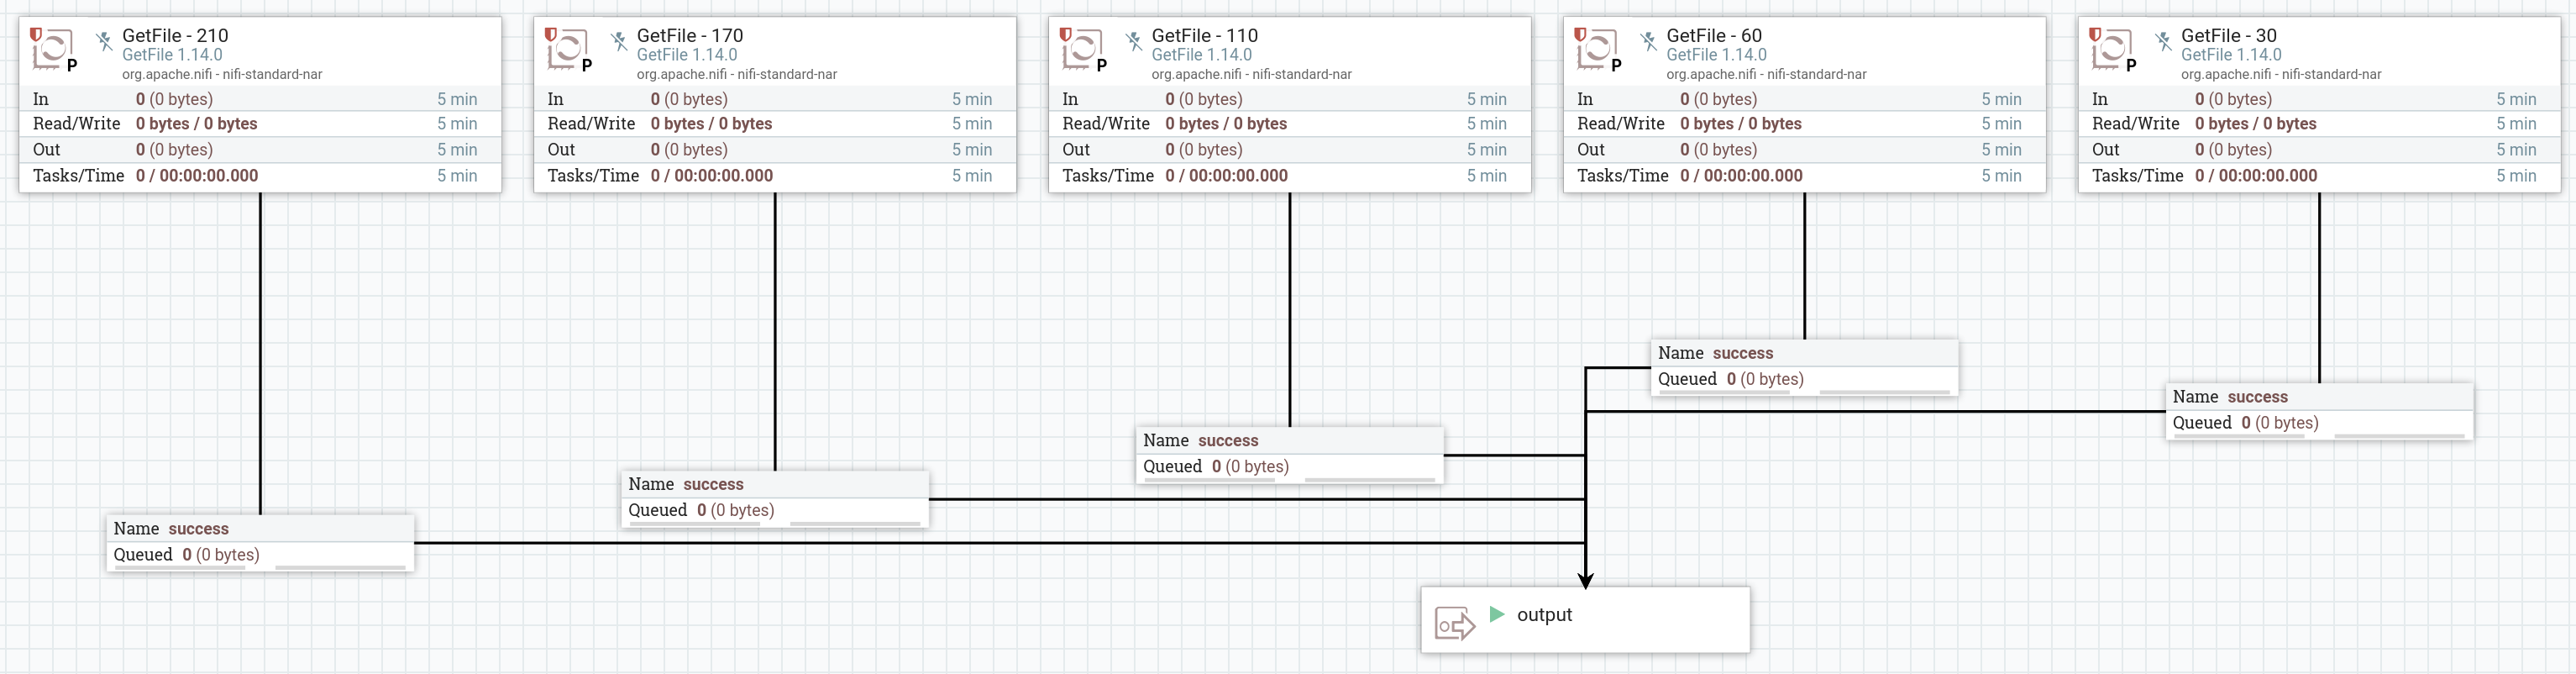 GetFile - 210
GetFile 1.14.0
org.apache.nifi - nifi-standard-nar
P
In 0 (0 bytes) 5 min
Read/Write 0 bytes / 0 bytes 5 min
Out 0 (0 bytes) 5 min
Tasks/Time 0 / 00:00:00.000 5 min
GetFile - 170
GetFile 1.14.0
org.apache.nifi - nifi-standard-nar
P
In 0 (0 bytes) 5 min
Read/Write 0 bytes / 0 bytes 5 min
Out 0 (0 bytes) 5 min
Tasks/Time 0 / 00:00:00.000 5 min
GetFile - 110
GetFile 1.14.0
org.apache.nifi - nifi-standard-nar
P
In 0 (0 bytes) 5 min
Read/Write 0 bytes / 0 bytes 5 min
Out 0 (0 bytes) 5 min
Tasks/Time 0 / 00:00:00.000 5 min
GetFile - 60
GetFile 1.14.0
org.apache.nifi - nifi-standard-nar
P
In 0 (0 bytes) 5 min
Read/Write 0 bytes / 0 bytes 5 min
Out 0 (0 bytes) 5 min
Tasks/Time 0 / 00:00:00.000 5 min
GetFile - 30
GetFile 1.14.0
org.apache.nifi - nifi-standard-nar
P
In 0 (0 bytes) 5 min
Read/Write 0 bytes / 0 bytes 5 min
Out 0 (0 bytes) 5 min
Tasks/Time 0 / 00:00:00.000 5 min
Name success
Queued 0 (0 bytes)
Name success
Queued 0 (0 bytes)
Name success
Queued 0 (0 bytes)
Name success
Queued 0 (0 bytes)
Name success
Queued 0 (0 bytes)
output